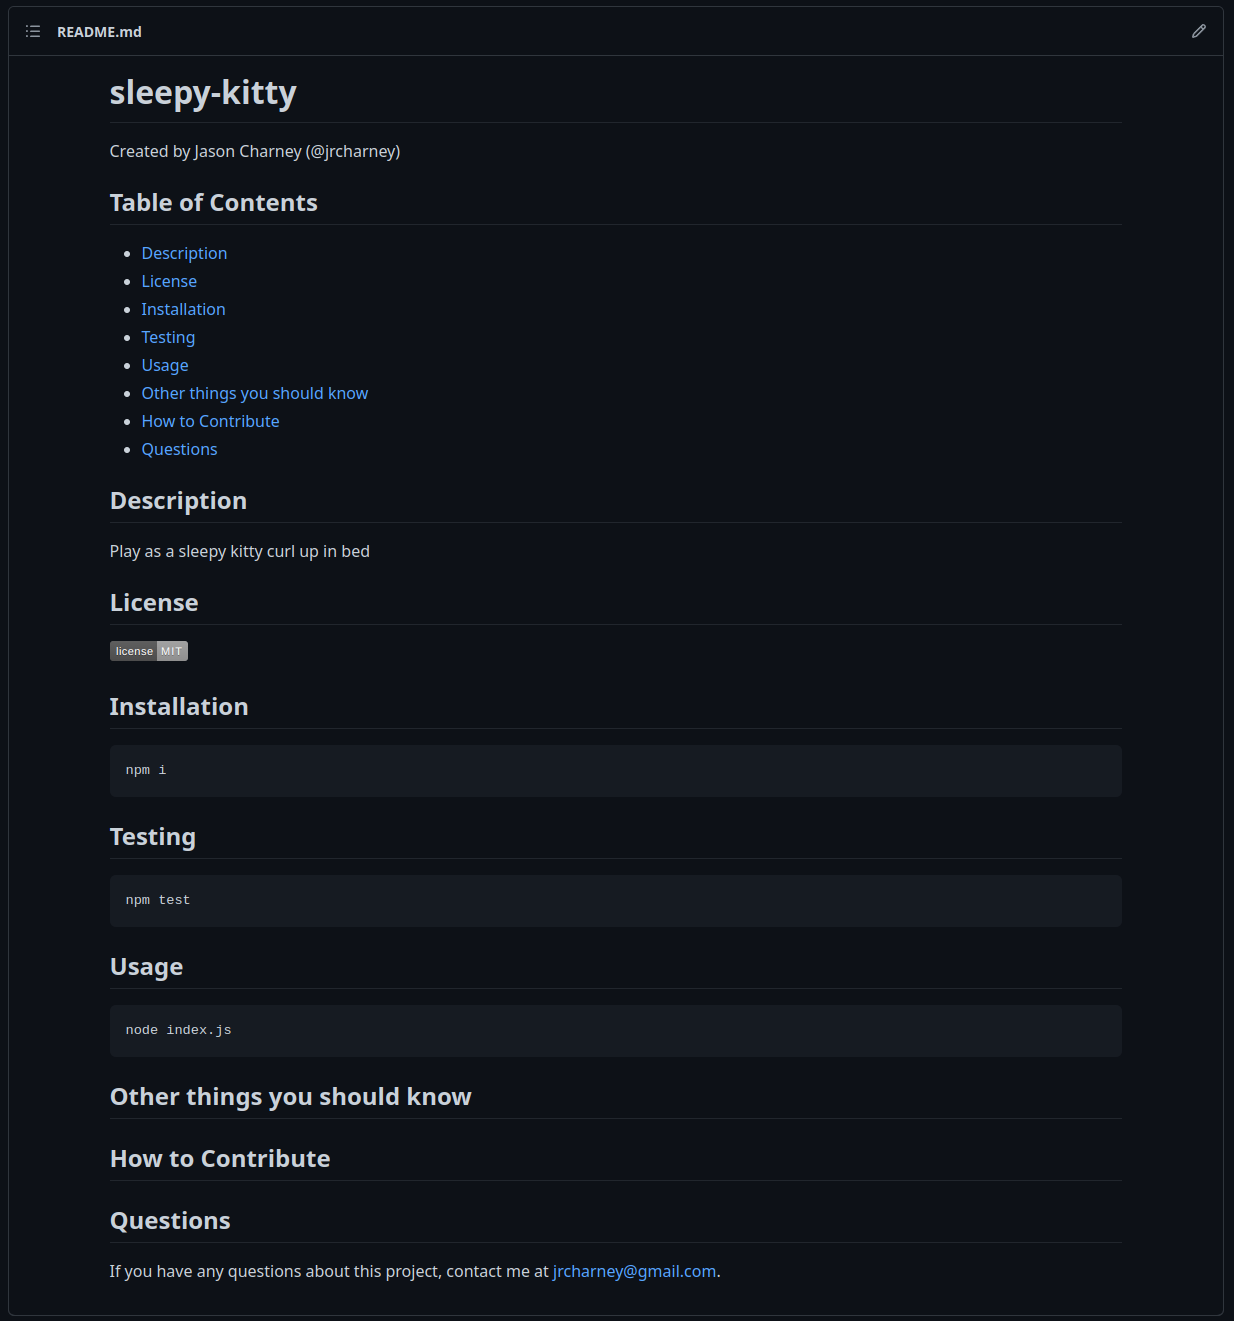 README.md
sleepy-kitty
Created by Jason Charney (@jrcharney)
Table of Contents
Description
License
Installation
Testing
Usage
Other things you should know
How to Contribute
Questions
Description
Play as a sleepy kitty curl up in bed
License
license MIT
Installation
npm i
Testing
npm test
Usage
node index.js
Other things you should know
How to Contribute
Questions
If you have any questions about this project, contact me at jrcharney@gmail.com.